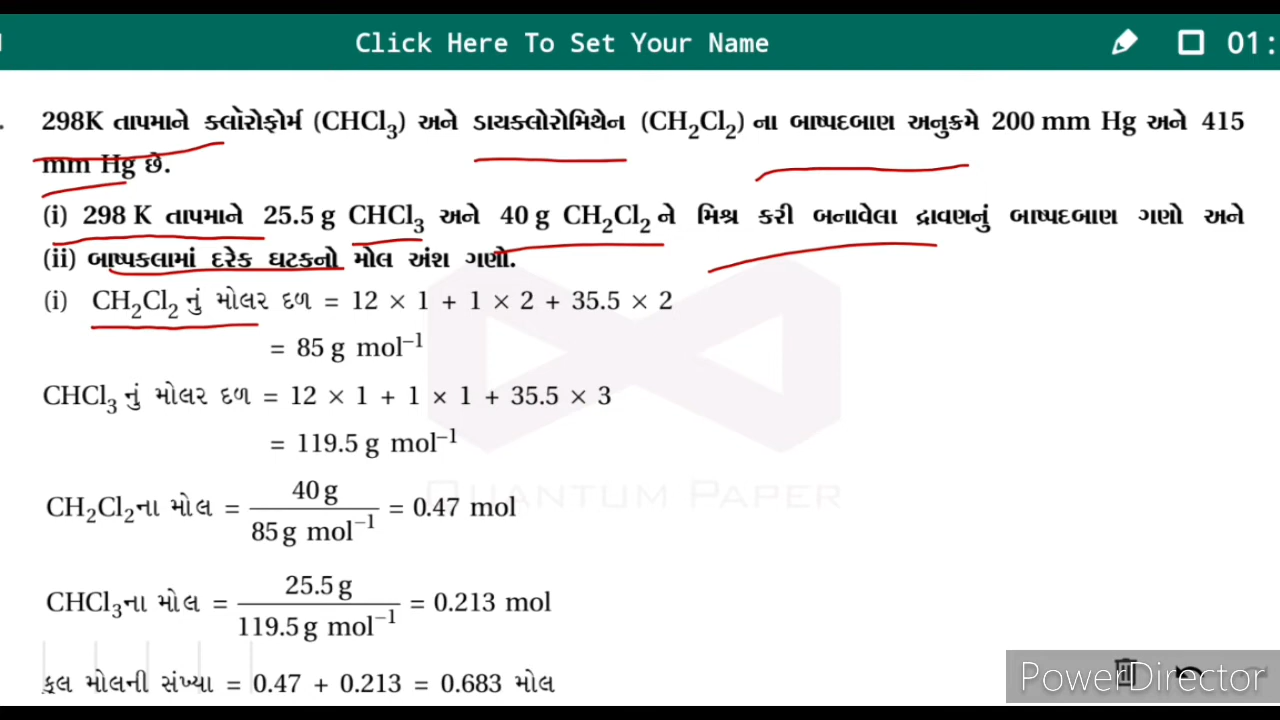 Click Here To Set Your Name
01:
298K તાપમાને ક્લૉરોફોર્મ (CHCl₃) અને ડાયક્લોરોમિથેન (CH₂Cl₂) ના બાષ્પદબાણ અનુક્રમે 200 mm Hg અને 415
mm Hg છે.
(i) 298 K તાપમાને 25.5 g CHCl₃ અને 40 g CH₂Cl₂ ને મિશ્ર કરી બનાવેલા દ્રાવણનું બાષ્પદબાણ ગણો અને
(ii) બાષ્પકલામાં દરેક ઘટકનો મોલ અંશ ગણો.
(i) CH₂Cl₂ નું મોલર દળ = 12 × 1 + 1 × 2 + 35.5 × 2
= 85 g mol⁻¹
CHCl₃ નું મોલર દળ = 12 × 1 + 1 × 1 + 35.5 × 3
= 119.5 g mol⁻¹
QUANTUM PAPER
40 g
CH₂Cl₂ના મોલ = = 0.47 mol
85 g mol⁻¹
25.5 g
CHCl₃ના મોલ = = 0.213 mol
119.5 g mol⁻¹
કુલ મોલની સંખ્યા = 0.47 + 0.213 = 0.683 મોલ
PowerDirector